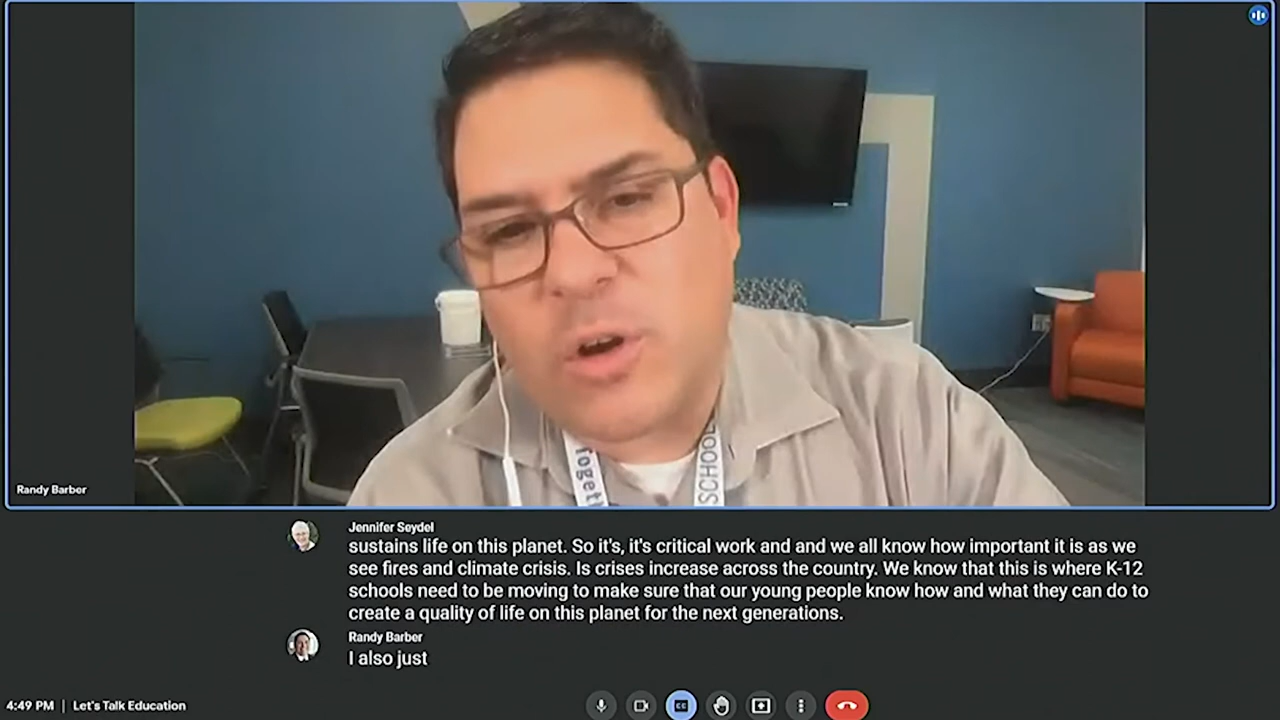 Togeth
SCHOOL
Randy Barber
Jennifer Seydel
sustains life on this planet. So it's, it's critical work and and we all know how important it is as we
see fires and climate crisis. Is crises increase across the country. We know that this is where K-12
schools need to be moving to make sure that our young people know how and what they can do to
create a quality of life on this planet for the next generations.
Randy Barber
I also just
4:49 PM | Let's Talk Education
CC